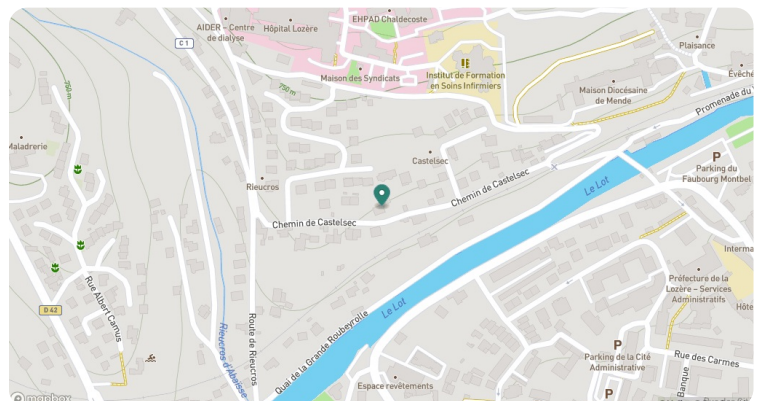 EHPAD Chaldecoste
AIDER – Centre
de dialyse
Hôpital Lozère
C 1
Plaisance
750 m
Maison des Syndicats
Institut de Formation
en Soins Infirmiers
750 m
Évêché
Maison Diocésaine
de Mende
Promenade du
Maladrerie
Castelsec
Parking du
Faubourg Montbel
Rieucros
Le Lot
Chemin de Castelsec
Chemin de Castelsec
Interma
Préfecture de la
Lozère – Services
Administratifs
Rue Albert Camus
D 42
Hôte
Le Lot
Quai de la Grande Roubeyrolle
Route de Rieucros
Rieucros d'Abaïsse
P
P
Parking de la Cité
Administrative
Rue des Carmes
Espace revêtements
P
Banque
mapbox